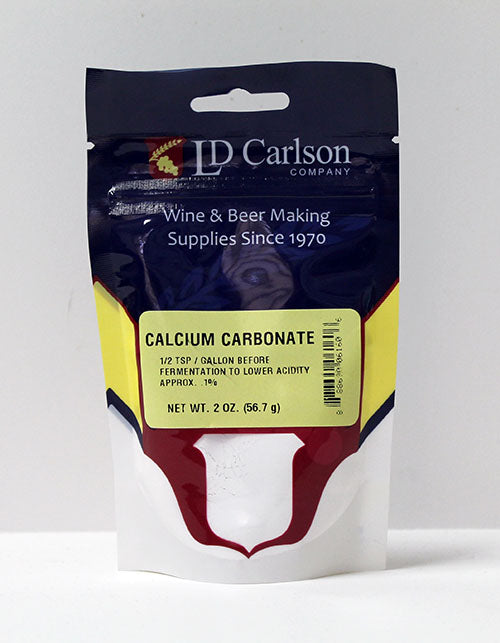 LD Carlson
COMPANY
Wine & Beer Making
Supplies Since 1970
CALCIUM CARBONATE
1/2 TSP / GALLON BEFORE
FERMENTATION TO LOWER ACIDITY
APPROX. .1%
NET WT. 2 OZ. (56.7 g)